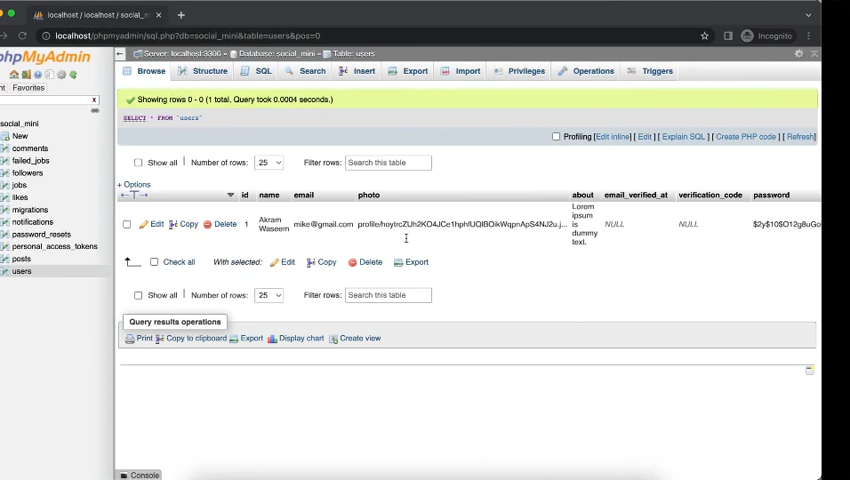 localhost / localhost / social_mi
localhost/phpmyadmin/sql.php?db=social_mini&table=users&pos=0
Incognito
phpMyAdmin
Favorites
social_mini
New
comments
failed_jobs
followers
jobs
likes
migrations
notifications
password_resets
personal_access_tokens
posts
users
Server: localhost:3306 » Database: social_mini » Table: users
Browse Structure SQL Search Insert Export Import Privileges Operations Triggers
Showing rows 0 - 0 (1 total, Query took 0.0004 seconds.)
SELECT * FROM `users`
Profiling [Edit inline] [ Edit ] [ Explain SQL ] [ Create PHP code ] [ Refresh]
Show all Number of rows: 25 Filter rows: Search this table
+ Options
id name email photo about email_verified_at verification_code password
Edit Copy Delete 1 Akram Waseem mike@gmail.com Lorem ipsum is dummy text. NULL NULL
Check all With selected: Edit Copy Delete Export
Show all Number of rows: 25 Filter rows: Search this table
Query results operations
Print Copy to clipboard Export Display chart Create view
Console